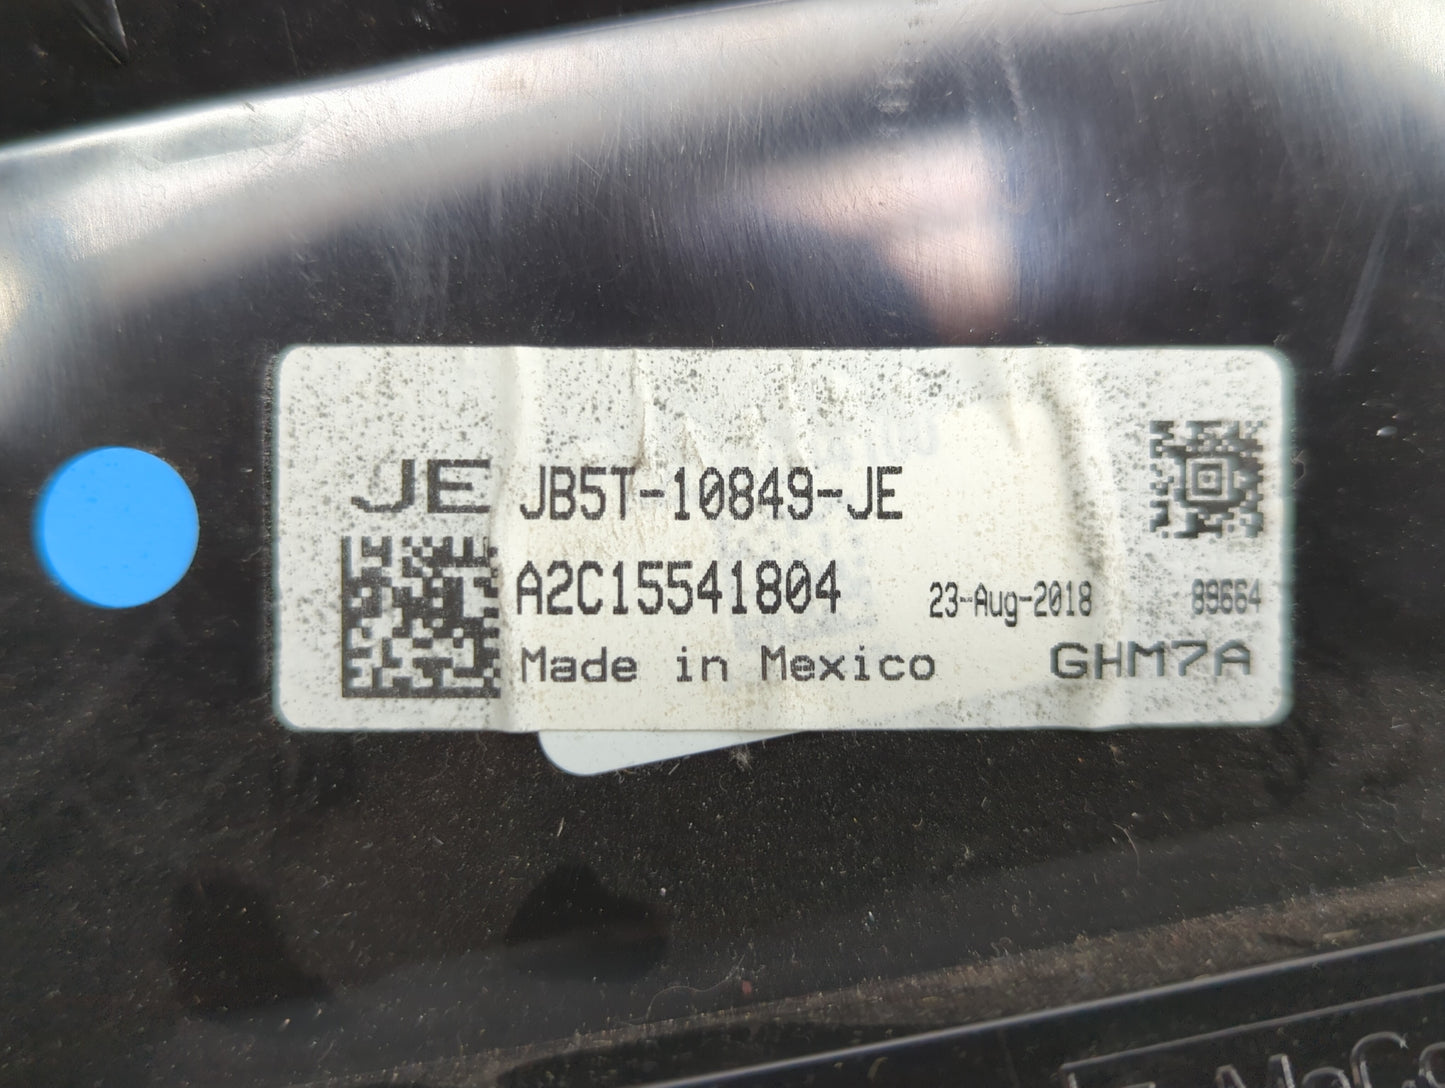 JE JB5T-10849-JE
A2C15541804 23-Aug-2018 89664
Made in Mexico GHM7A